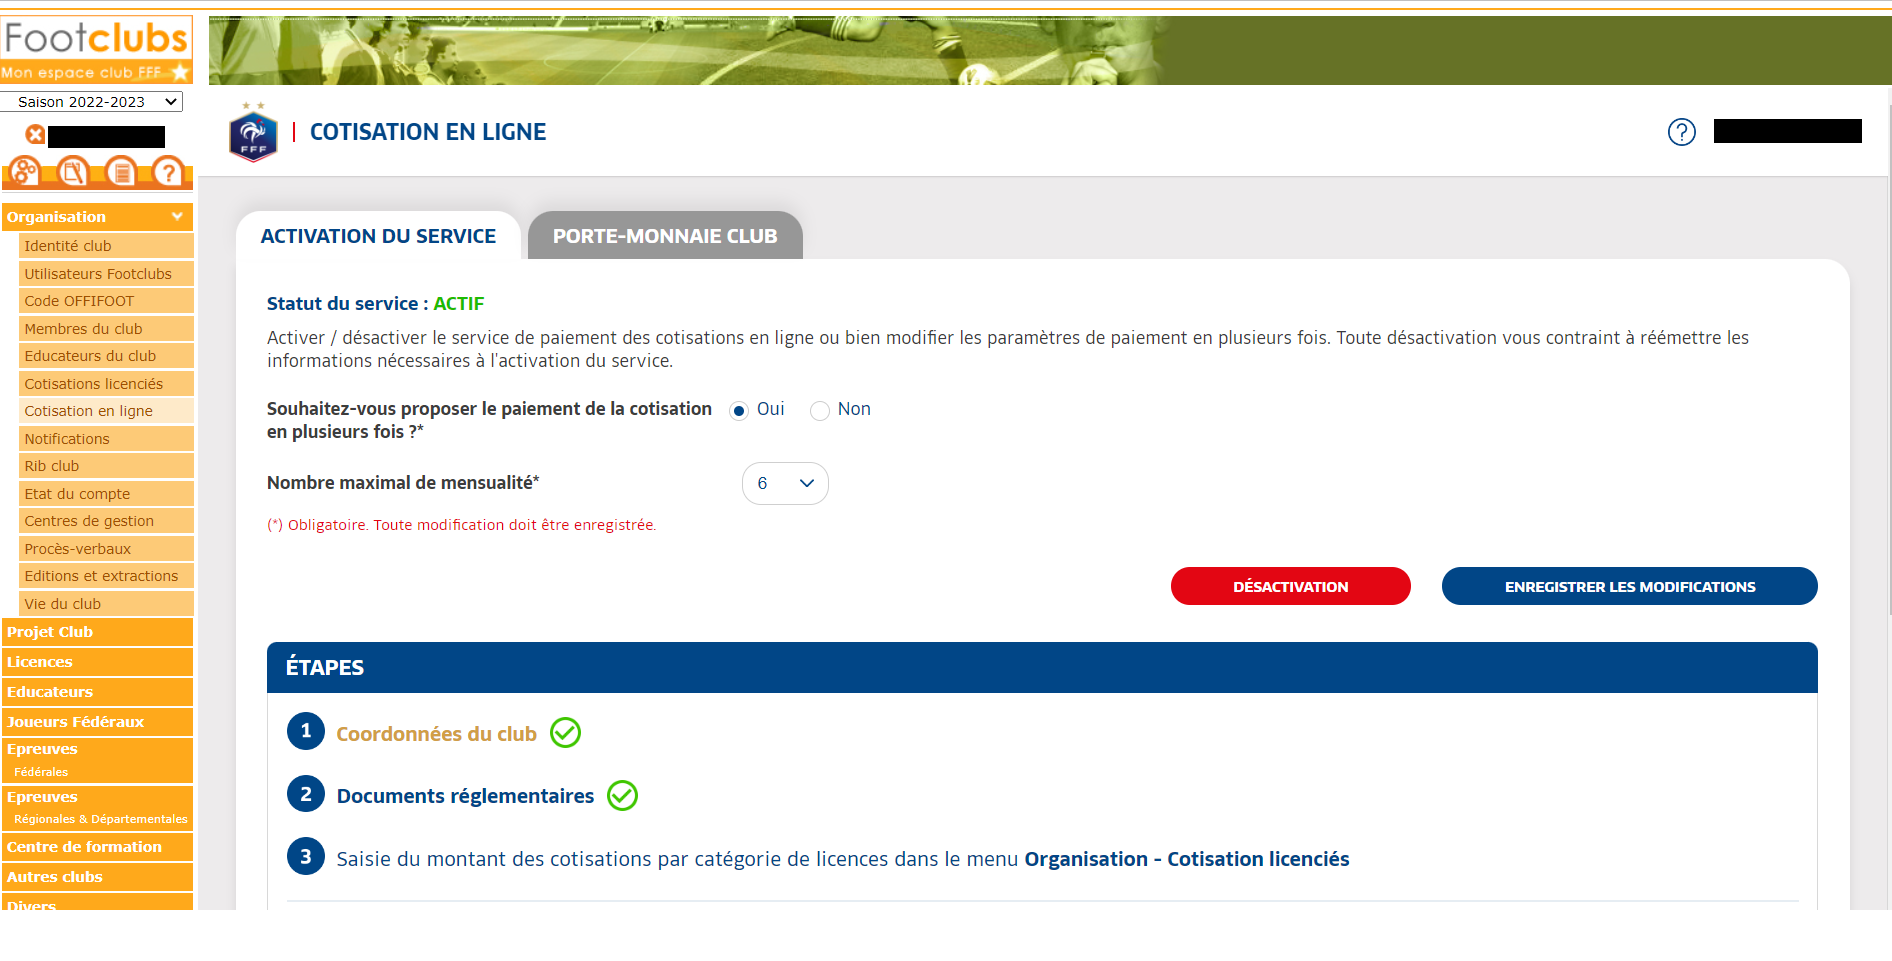 Footclubs
Mon espace club FFF
Saison 2022-2023
?
Organisation
Identité club
Utilisateurs Footclubs
Code OFFIFOOT
Membres du club
Educateurs du club
Cotisations licenciés
Cotisation en ligne
Notifications
Rib club
Etat du compte
Centres de gestion
Procès-verbaux
Editions et extractions
Vie du club
Projet Club
Licences
Educateurs
Joueurs Fédéraux
Epreuves
Fédérales
Epreuves
Régionales & Départementales
Centre de formation
Autres clubs
Divers
FFF
| COTISATION EN LIGNE
?
ACTIVATION DU SERVICE
PORTE-MONNAIE CLUB
Statut du service : ACTIF
Activer / désactiver le service de paiement des cotisations en ligne ou bien modifier les paramètres de paiement en plusieurs fois. Toute désactivation vous contraint à réémettre les
informations nécessaires à l'activation du service.
Souhaitez-vous proposer le paiement de la cotisation
en plusieurs fois ?*
Oui
Non
Nombre maximal de mensualité*
6
(*) Obligatoire. Toute modification doit être enregistrée.
DÉSACTIVATION
ENREGISTRER LES MODIFICATIONS
ÉTAPES
1 Coordonnées du club
2 Documents réglementaires
3 Saisie du montant des cotisations par catégorie de licences dans le menu Organisation - Cotisation licenciés